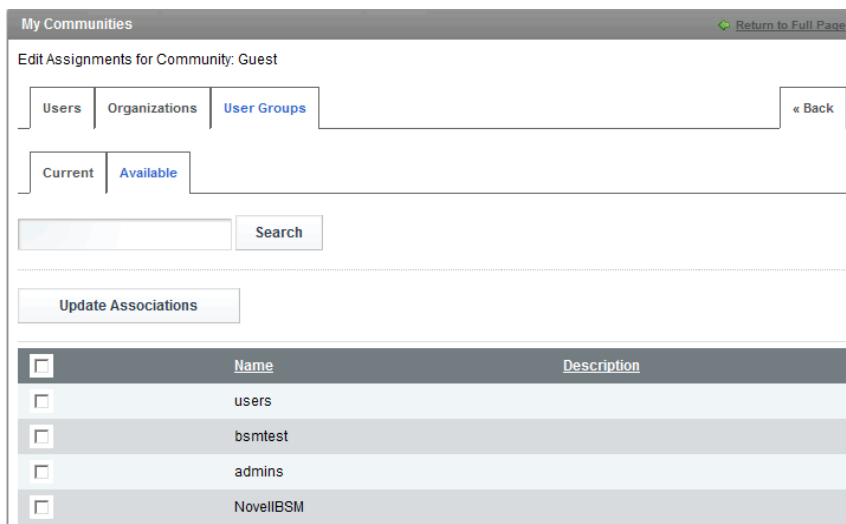 My Communities Return to Full Page
Edit Assignments for Community: Guest
Users Organizations User Groups « Back
Current Available
Search
Update Associations
Name Description
users
bsmtest
admins
NovellBSM